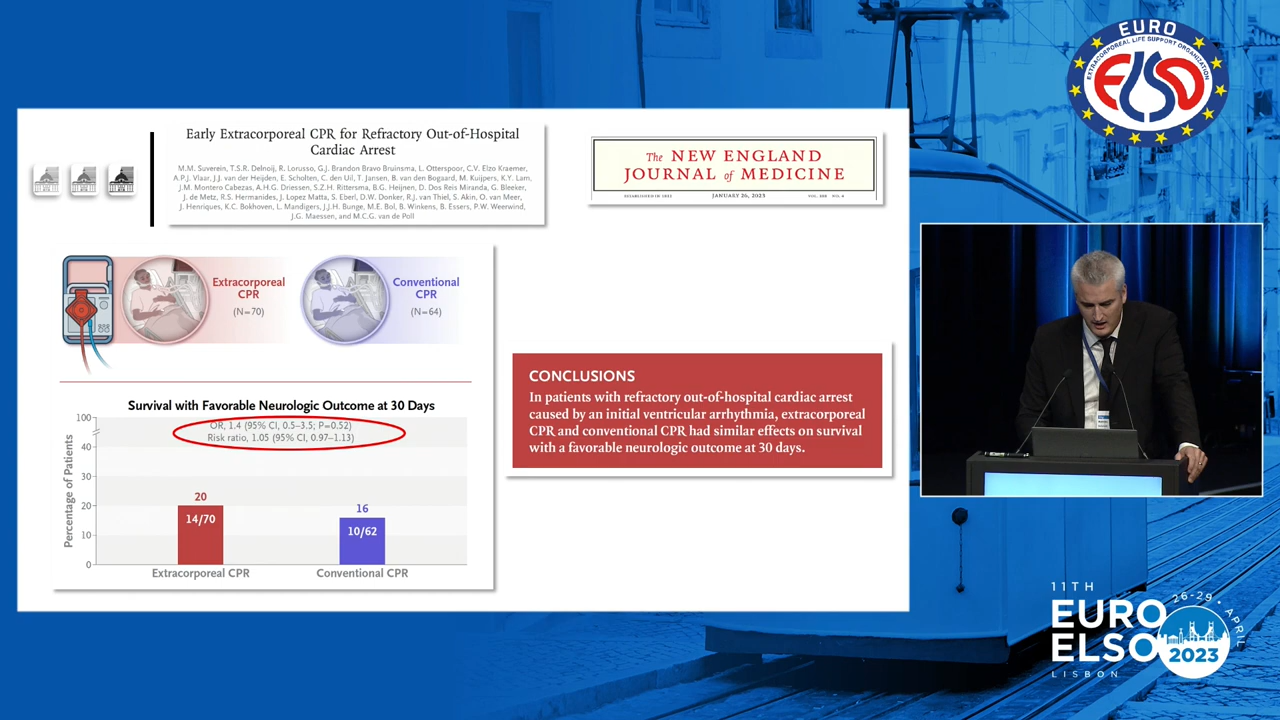 EURO
EXTRACORPOREAL LIFE SUPPORT ORGANIZATION
ELSO
Early Extracorporeal CPR for Refractory Out-of-Hospital
Cardiac Arrest
M.M. Suverein, T.S.R. Delnoij, R. Lorusso, G.J. Brandon Bravo Bruinsma, L. Otterspoor, C.V. Elzo Kraemer,
A.P.J. Vlaar, J.J. van der Heijden, E. Scholten, C. den Uil, T. Jansen, B. van den Bogaard, M. Kuijpers, K.Y. Lam,
J.M. Montero Cabezas, A.H.G. Driessen, S.Z.H. Rittersma, B.G. Heijnen, D. Dos Reis Miranda, G. Bleeker,
J. de Metz, R.S. Hermanides, J. Lopez Matta, S. Eberl, D.W. Donker, R.J. van Thiel, S. Akin, O. van Meer,
J. Henriques, K.C. Bokhoven, L. Mandigers, J.J.H. Bunge, M.E. Bol, B. Winkens, B. Essers, P.W. Weerwind,
J.G. Maessen, and M.C.G. van de Poll
The NEW ENGLAND
JOURNAL of MEDICINE
ESTABLISHED IN 1812 JANUARY 26, 2023
Extracorporeal
CPR
(N=70)
Conventional
CPR
(N=64)
Survival with Favorable Neurologic Outcome at 30 Days
OR, 1.4 (95% CI, 0.5–3.5; P=0.52)
Risk ratio, 1.05 (95% CI, 0.97–1.13)
Percentage of Patients
100
40
30
20
10
0
20
14/70
16
10/62
Extracorporeal CPR
Conventional CPR
CONCLUSIONS
In patients with refractory out-of-hospital cardiac arrest
caused by an initial ventricular arrhythmia, extracorporeal
CPR and conventional CPR had similar effects on survival
with a favorable neurologic outcome at 30 days.
11TH
EURO
ELSO
LISBON
26-29 • APRIL
2023